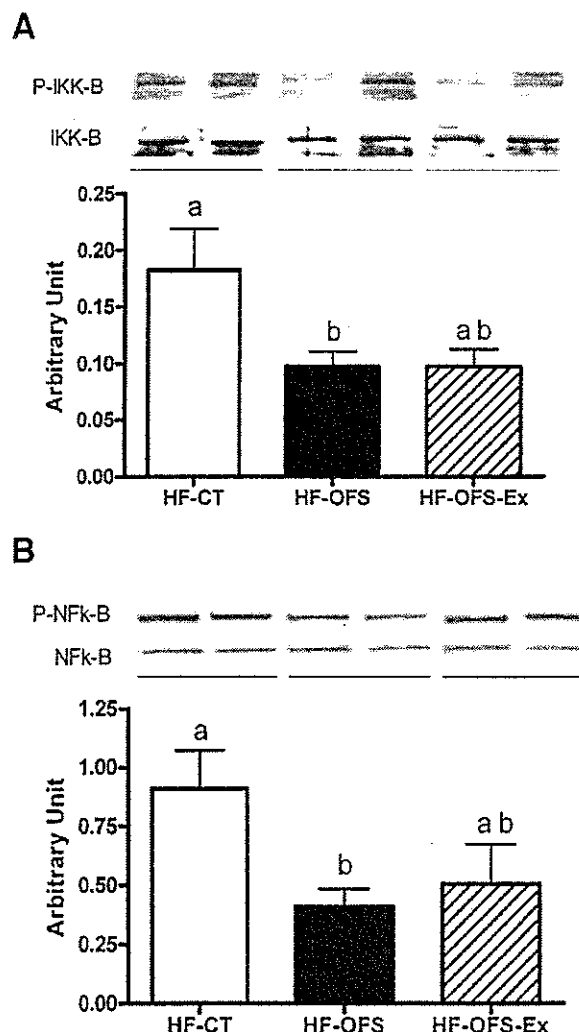 A
P-IKK-B
IKK-B
0.25
a
0.20
0.15
b
a b
0.10
0.05
0.00
Arbitrary Unit
HF-CT HF-OFS HF-OFS-Ex
B
P-NFk-B
NFk-B
1.25
a
1.00
0.75
a b
b
0.50
0.25
0.00
Arbitrary Unit
HF-CT HF-OFS HF-OFS-Ex